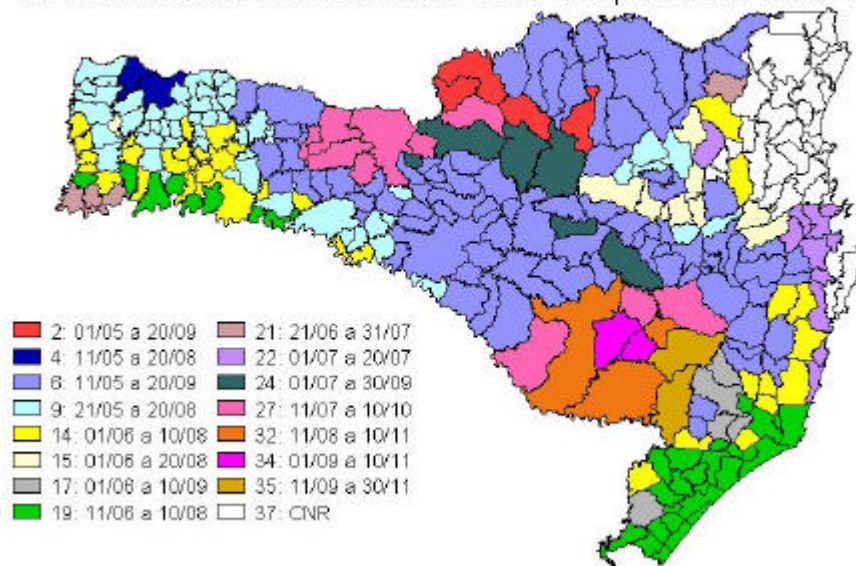 2: 01/05 a 20/09
4: 11/05 a 20/08
6: 11/05 a 20/09
9: 21/05 a 20/08
14: 01/06 a 10/08
15: 01/06 a 20/08
17: 01/06 a 10/09
19: 11/06 a 10/08
21: 21/06 a 31/07
22: 01/07 a 20/07
24: 01/07 a 30/09
27: 11/07 a 10/10
32: 11/08 a 10/11
34: 01/09 a 10/11
35: 11/09 a 30/11
37: CNR